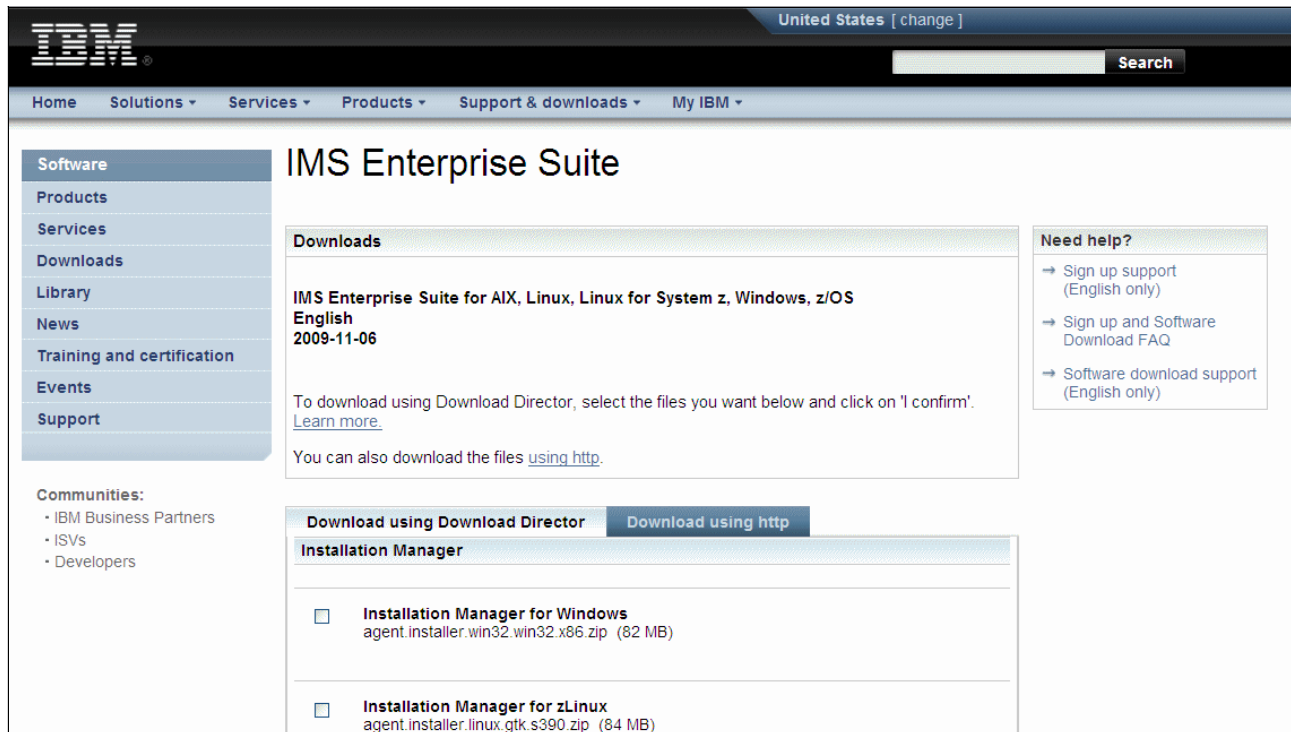 United States [ change ]
IBM ®
Search
Home Solutions Services Products Support & downloads My IBM
Software
Products
Services
Downloads
Library
News
Training and certification
Events
Support
Communities:
· IBM Business Partners
· ISVs
· Developers
IMS Enterprise Suite
Downloads
IMS Enterprise Suite for AIX, Linux, Linux for System z, Windows, z/OS
English
2009-11-06
To download using Download Director, select the files you want below and click on 'I confirm'.
Learn more.
You can also download the files using http.
Download using Download Director Download using http
Installation Manager
Installation Manager for Windows
agent.installer.win32.win32.x86.zip (82 MB)
Installation Manager for zLinux
agent.installer.linux.gtk.s390.zip (84 MB)
Need help?
→ Sign up support
(English only)
→ Sign up and Software
Download FAQ
→ Software download support
(English only)